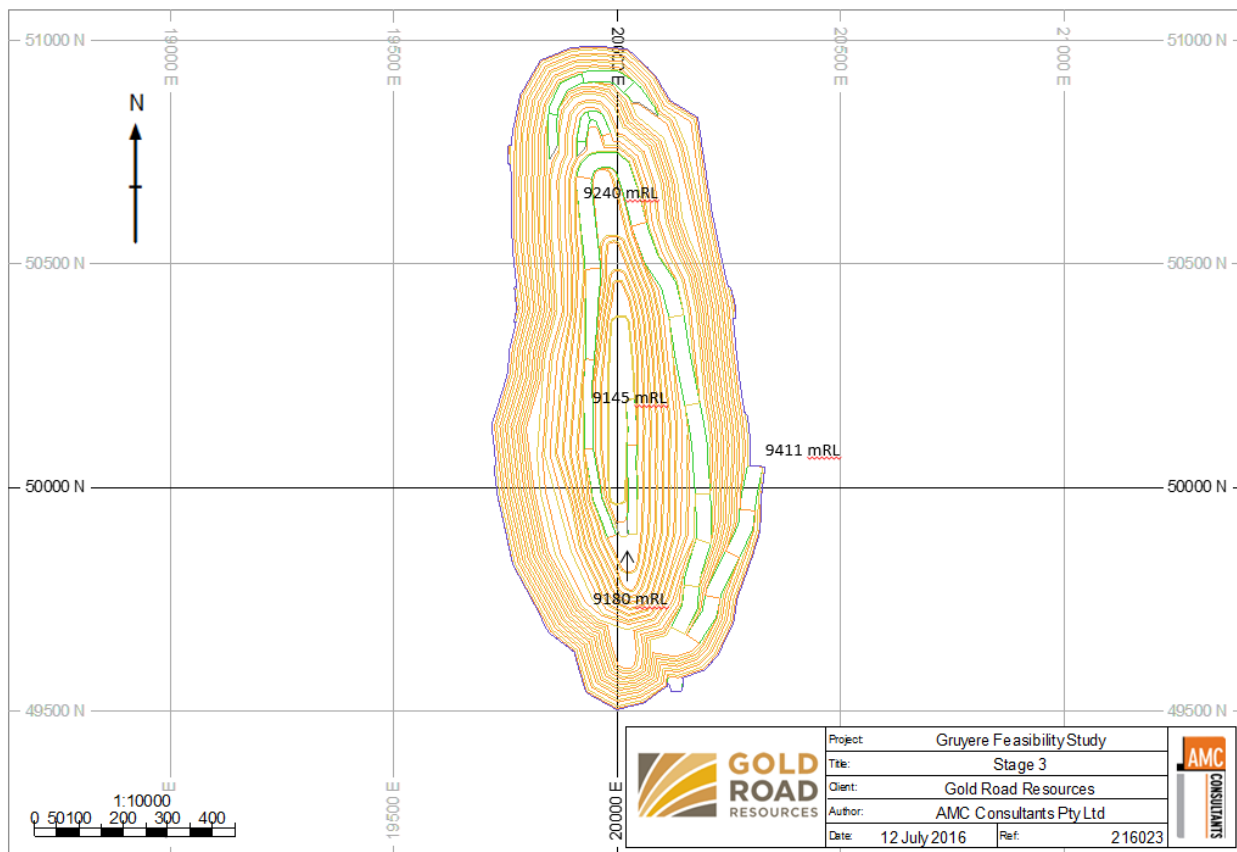 19000 E
19500 E
20000 E
20500 E
21000 E
51000 N
51000 N
N
9240 mRL
50500 N
50500 N
9145 mRL
9411 mRL
50000 N
50000 N
9180 mRL
49500 N
49500 N
1:10000
0 50100 200 300 400
E
19500 E
20000 E
GOLD
ROAD
RESOURCES
Project: Gruyere Feasibility Study
Title: Stage 3
Client: Gold Road Resources
Author: AMC Consultants Pty Ltd
Date: 12 July 2016 Ref: 216023
AMC
CONSULTANTS